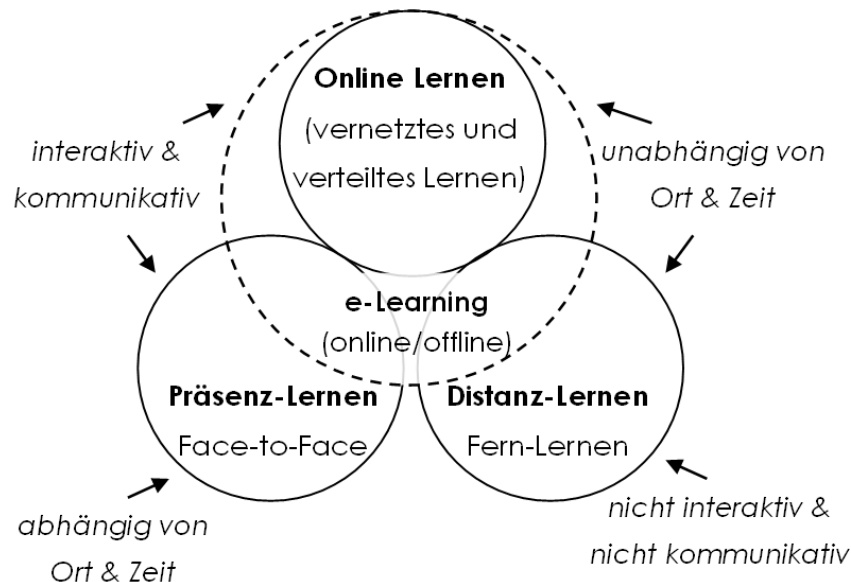 Online Lernen
(vernetztes und
verteiltes Lernen)
interaktiv &
kommunikativ
unabhängig von
Ort & Zeit
e-Learning
(online/offline)
Präsenz-Lernen
Face-to-Face
Distanz-Lernen
Fern-Lernen
abhängig von
Ort & Zeit
nicht interaktiv &
nicht kommunikativ